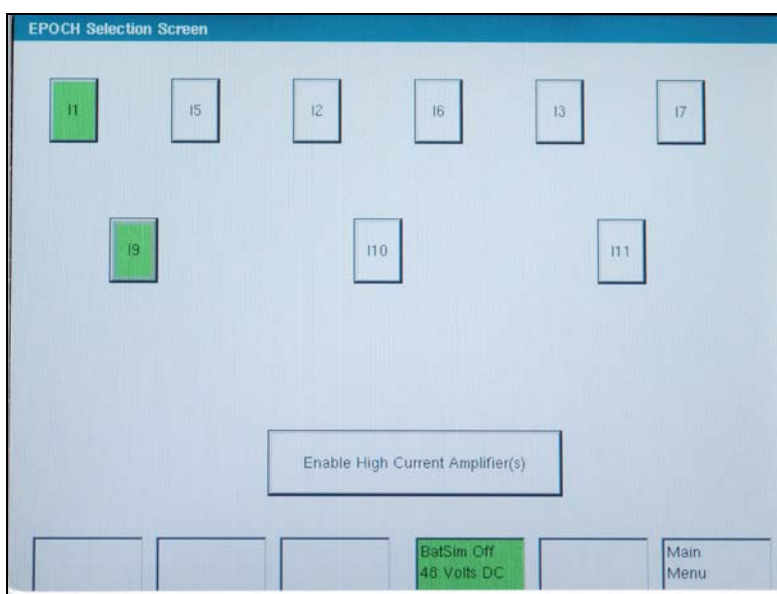 EPOCH Selection Screen
I1 I5 I2 I6 I3 I7
I9 I10 I11
Enable High Current Amplifier(s)
BatSim Off
48 Volts DC
Main
Menu